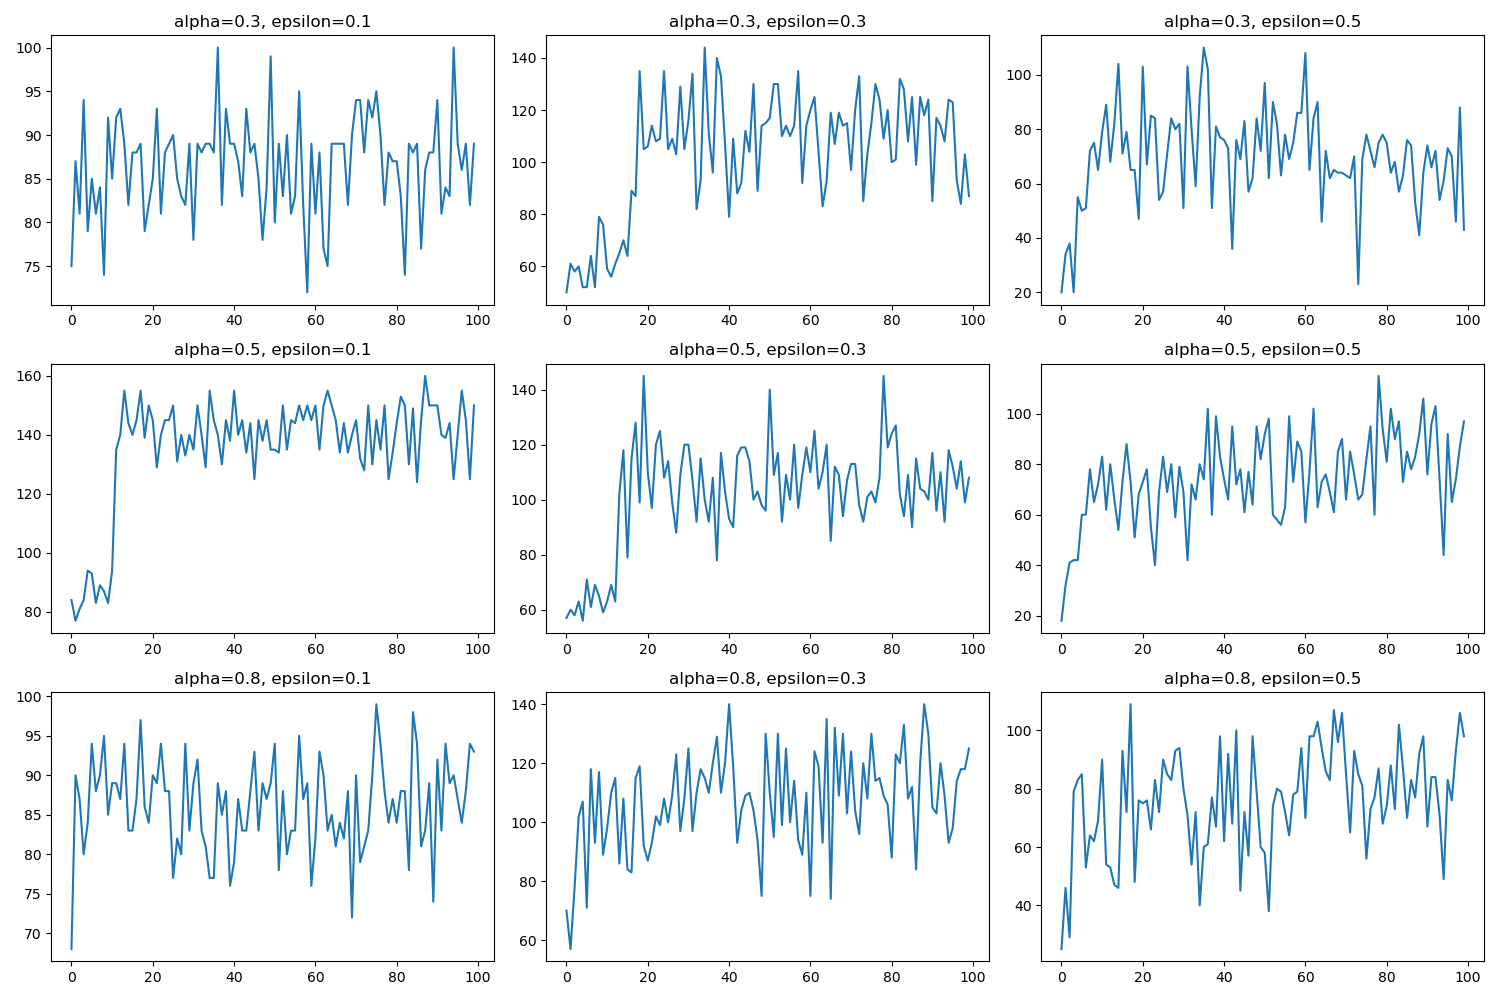 alpha=0.3, epsilon=0.1
100
95
90
85
80
75
0 20 40 60 80 100
alpha=0.3, epsilon=0.3
140
120
100
80
60
0 20 40 60 80 100
alpha=0.3, epsilon=0.5
100
80
60
40
20
0 20 40 60 80 100
alpha=0.5, epsilon=0.1
160
140
120
100
80
0 20 40 60 80 100
alpha=0.5, epsilon=0.3
140
120
100
80
60
0 20 40 60 80 100
alpha=0.5, epsilon=0.5
100
80
60
40
20
0 20 40 60 80 100
alpha=0.8, epsilon=0.1
100
95
90
85
80
75
70
0 20 40 60 80 100
alpha=0.8, epsilon=0.3
140
120
100
80
60
0 20 40 60 80 100
alpha=0.8, epsilon=0.5
100
80
60
40
0 20 40 60 80 100